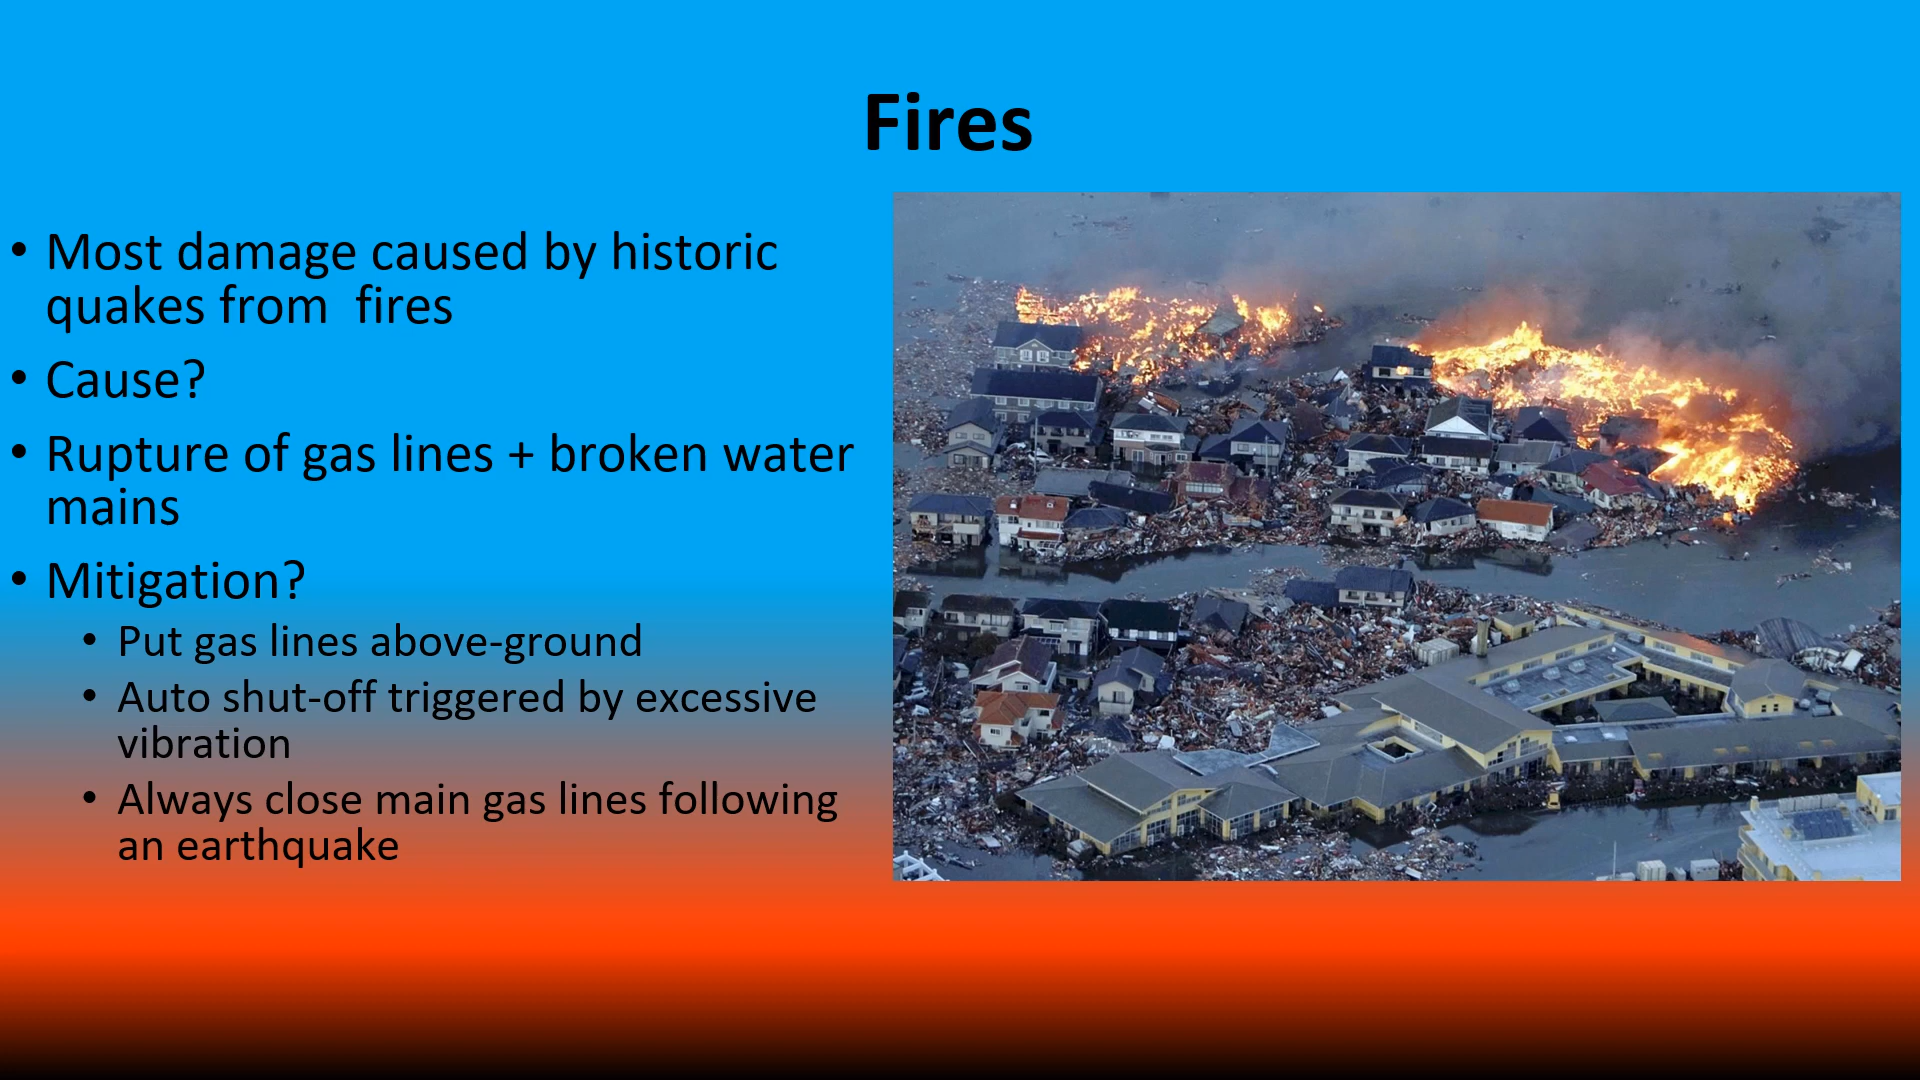 Fires
• Most damage caused by historic
quakes from  fires
• Cause?
• Rupture of gas lines + broken water
mains
• Mitigation?
• Put gas lines above-ground
• Auto shut-off triggered by excessive
vibration
• Always close main gas lines following
an earthquake